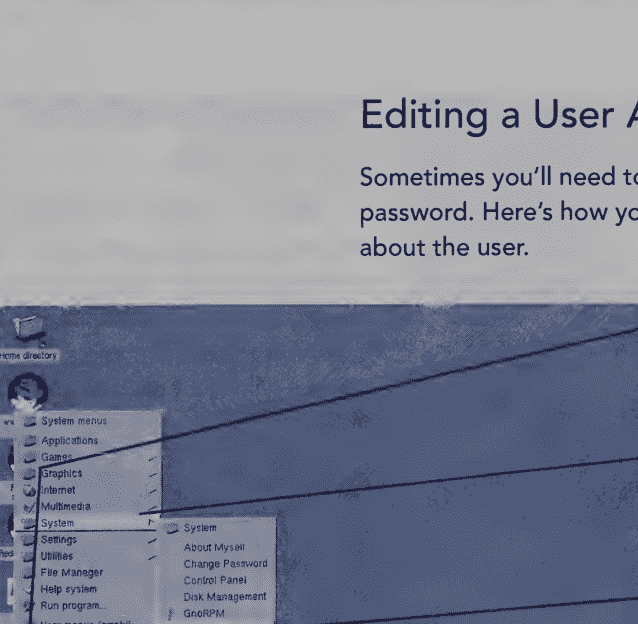 Editing a User A
Sometimes you'll need to
password. Here's how yo
about the user.
Home directory
System menus
Applications
Games
Graphics
Internet
Multimedia
System
Settings
Utilities
File Manager
Help system
Run program...
System
About Myself
Change Password
Control Panel
Disk Management
GnoRPM